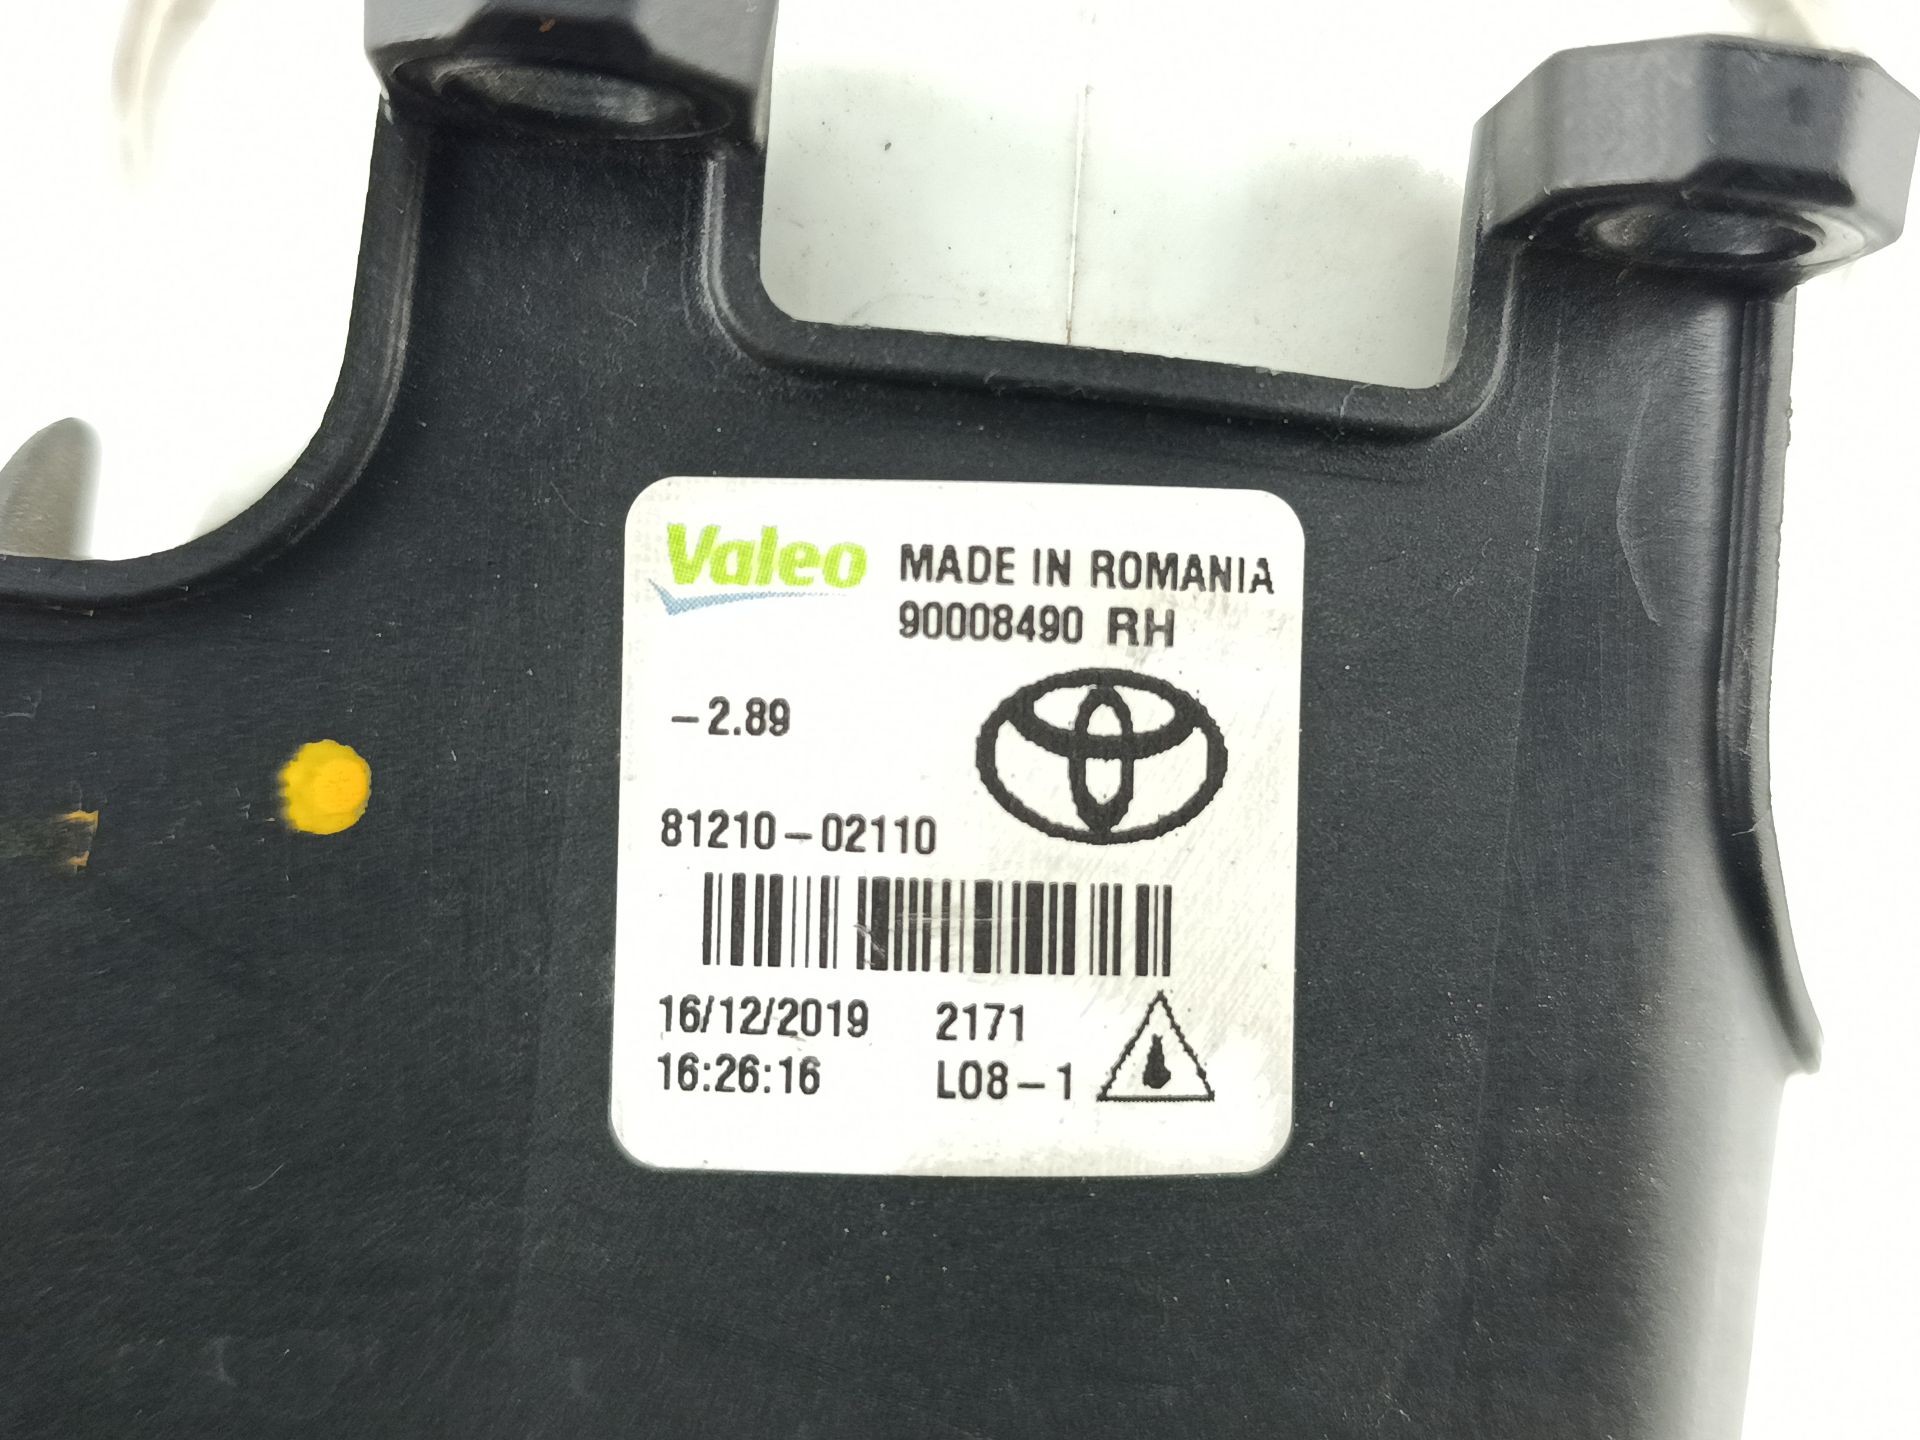 Valeo MADE IN ROMANIA
90008490 RH
-2.89
81210-02110
16/12/2019 2171
16:26:16 L08-1